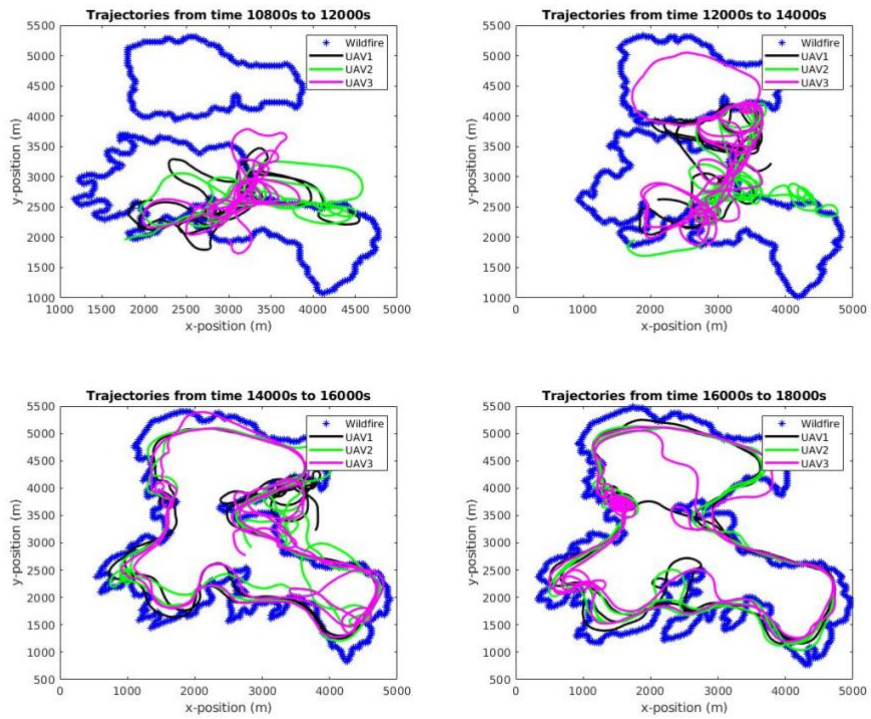 Trajectories from time 10800s to 12000s
5500
5000
4500
4000
3500
3000
2500
2000
1500
1000
y-position (m)
Wildfire
UAV1
UAV2
UAV3
1000 1500 2000 2500 3000 3500 4000 4500 5000
x-position (m)
Trajectories from time 12000s to 14000s
5500
5000
4500
4000
3500
3000
2500
2000
1500
1000
y-position (m)
Wildfire
UAV1
UAV2
UAV3
0 1000 2000 3000 4000 5000
x-position (m)
Trajectories from time 14000s to 16000s
5500
5000
4500
4000
3500
3000
2500
2000
1500
1000
500
y-position (m)
Wildfire
UAV1
UAV2
UAV3
0 1000 2000 3000 4000 5000
x-position (m)
Trajectories from time 16000s to 18000s
5500
5000
4500
4000
3500
3000
2500
2000
1500
1000
500
y-position (m)
Wildfire
UAV1
UAV2
UAV3
0 1000 2000 3000 4000 5000
x-position (m)